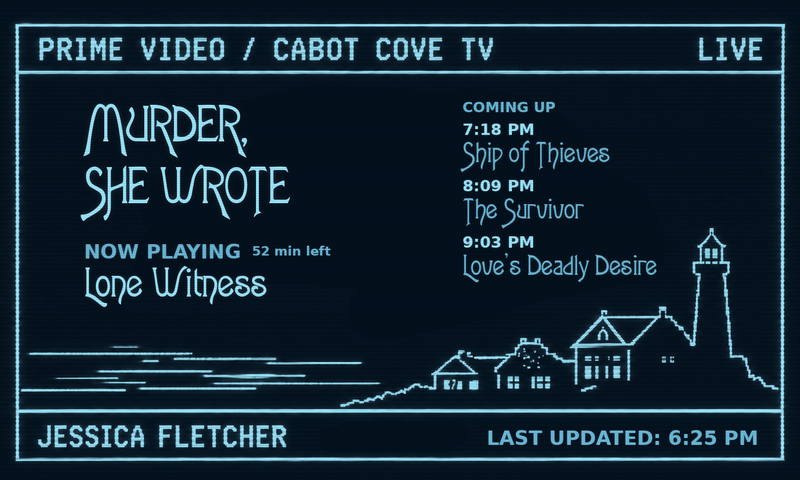 PRIME VIDEO / CABOT COVE TV
LIVE
MURDER,
SHE WROTE
NOW PLAYING 52 min left
Lone Witness
COMING UP
7:18 PM
Ship of Thieves
8:09 PM
The Survivor
9:03 PM
Love's Deadly Desire
JESSICA FLETCHER
LAST UPDATED: 6:25 PM